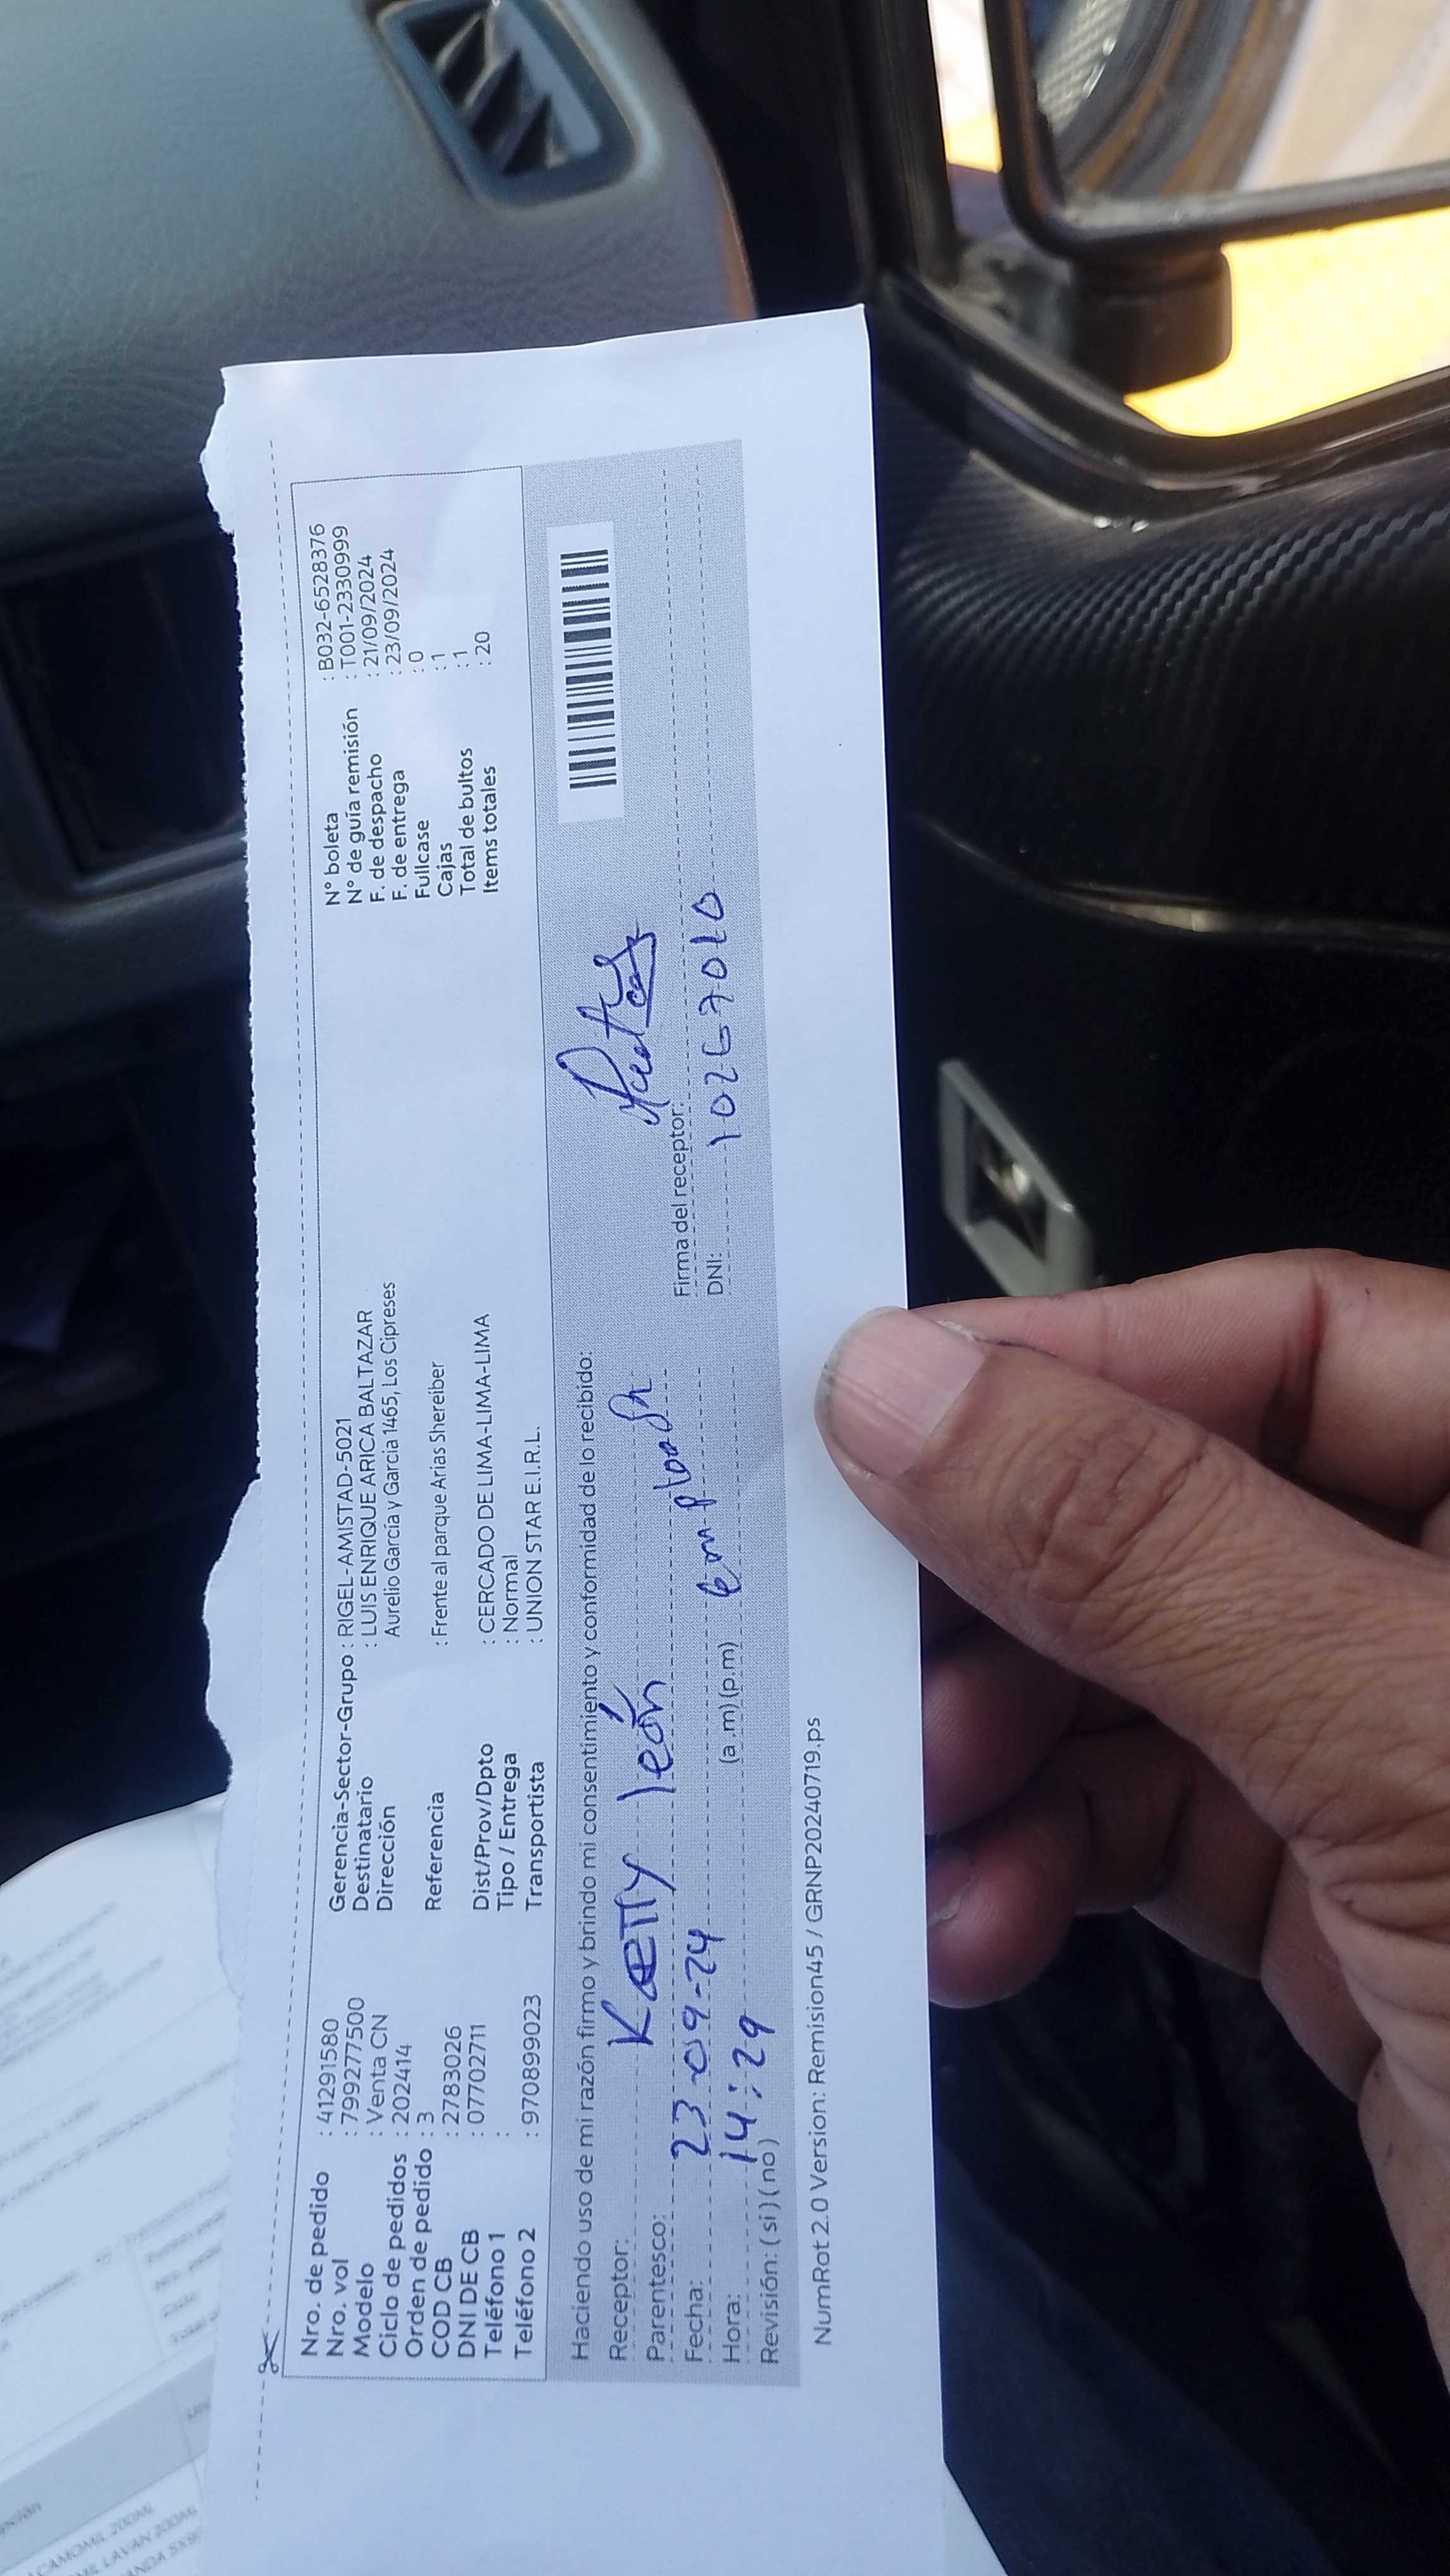 Nro. de pedido : 41291580
Nro. vol : 799277500
Modelo : Venta CN
Ciclo de pedidos : 202414
Orden de pedido : 3
COD CB : 2783026
DNI DE CB : 07702711
Teléfono 1 :
Teléfono 2 : 970899023
Gerencia-Sector-Grupo : RIGEL-AMISTAD-5021
Destinatario : LUIS ENRIQUE ARICA BALTAZAR
Dirección Aurelio García y García 1465, Los Cipreses
Referencia : Frente al parque Arias Shereiber
Dist/Prov/Dpto : CERCADO DE LIMA-LIMA-LIMA
Tipo / Entrega : Normal
Transportista : UNION STAR E.I.R.L.
N° boleta : B032-6528376
N° de guía remisión : T001-2330999
F. de despacho : 21/09/2024
F. de entrega : 23/09/2024
Fullcase : 0
Cajas : 1
Total de bultos : 1
Items totales : 20
Haciendo uso de mi razón firmo y brindo mi consentimiento y conformidad de lo recibido:
Receptor: KETTY león
Parentesco:
Fecha: 23-09-24
Hora: 14:29 (a.m)(p.m)
Revisión: (si)(no)
Firma del receptor:
DNI: 10267010
NumRot 2.0 Version: Remision45 / GRNP20240719.ps
CAMOMIL 200ML
LAVAN 200ML